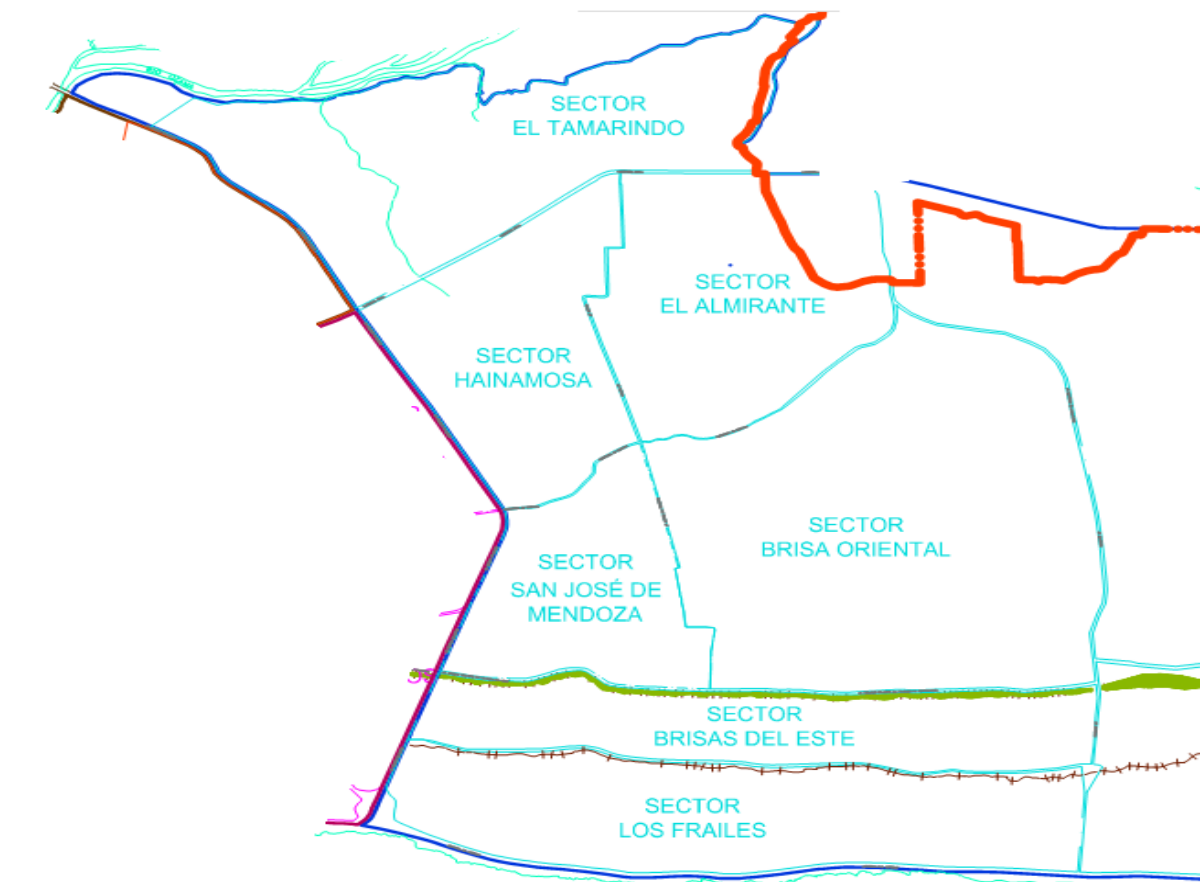 SECTOR
EL TAMARINDO
SECTOR
EL ALMIRANTE
SECTOR
HAINAMOSA
SECTOR
BRISA ORIENTAL
SECTOR
SAN JOSÉ DE
MENDOZA
SECTOR
BRISAS DEL ESTE
SECTOR
LOS FRAILES